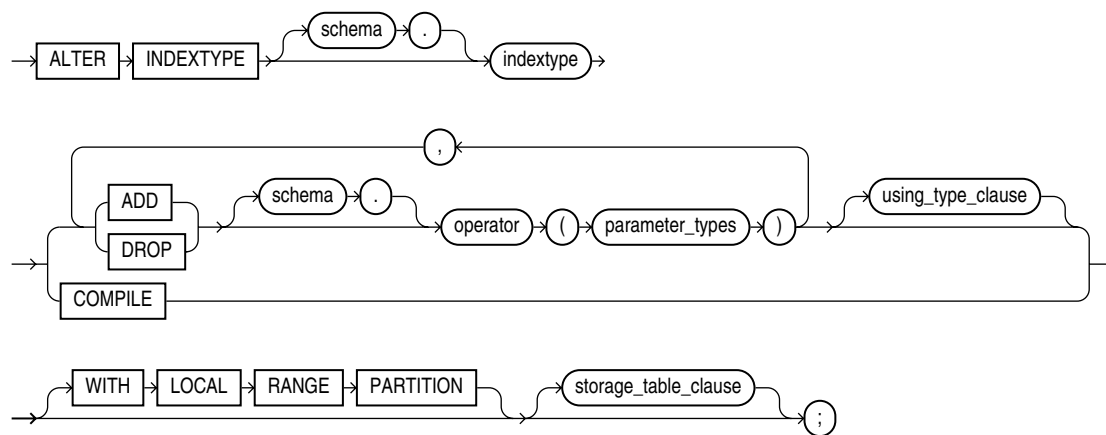 schema .
ALTER INDEXTYPE indextype
,
ADD schema . using_type_clause
operator ( parameter_types )
DROP
COMPILE
WITH LOCAL RANGE PARTITION storage_table_clause
;